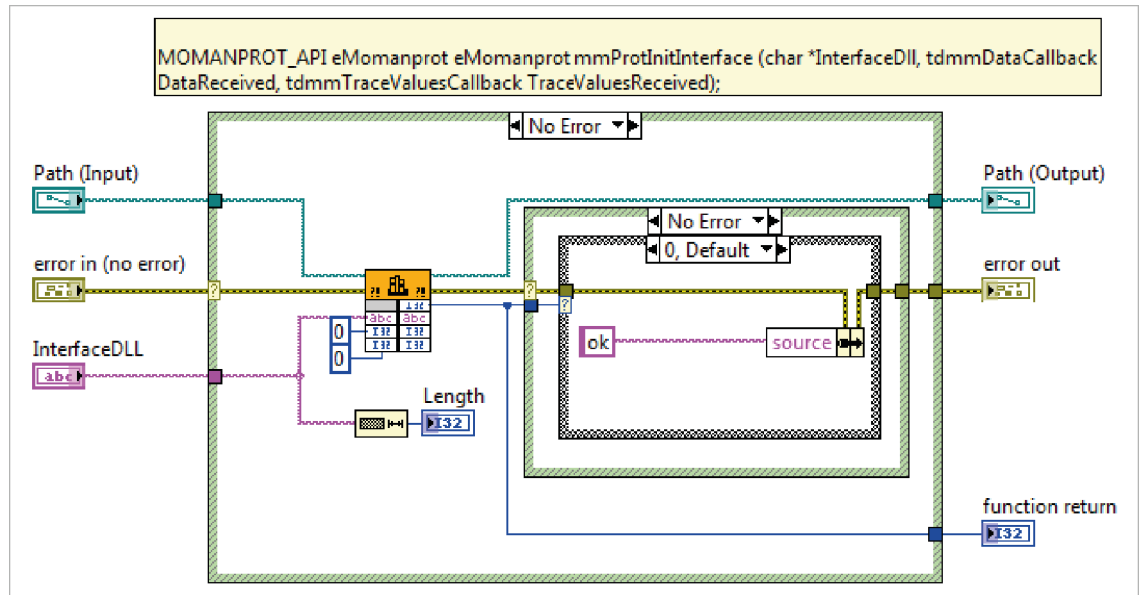 MOMANPROT_API eMomanprot eMomanprot mmProtInitInterface (char *InterfaceDll, tdmmDataCallback
DataReceived, tdmmTraceValuesCallback TraceValuesReceived);
No Error
Path (Input)
Path (Output)
No Error
0, Default
error in (no error)
error out
?
?!
?!
?
?
I32
abc
abc
0
I32
I32
0
I32
I32
ok
source
InterfaceDLL
abc
Length
I32
function return
I32